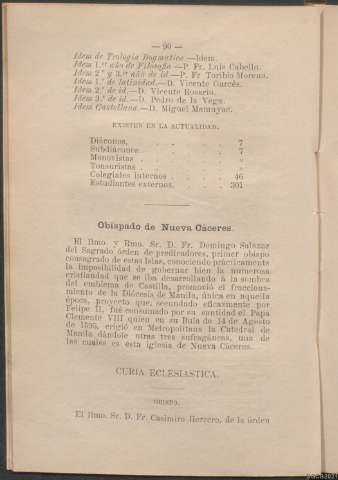 — 90 —
Idem de Teología Dogmática.—Idem.
Idem 1.er año de Filosofía.—P. Fr. Luis Cabello.
Idem 2.º y 3.er año de id.—P. Fr. Toribio Moreno.
Idem 1.º de latinidad.—D. Vicente Garcés.
Idem 2.º de id.—D. Vicente Rosario.
Idem 3.º de id.—D. Pedro de la Vega.
Idem Castellana.—D. Miguel Manuayac.
EXISTEN EN LA ACTUALIDAD.
Diáconos, . . . . . 7
Subdiáconos . . . . . 7
Menoristas . . . . . »
Tonsuristas . . . . . »
Colegiales internos . . . . 46
Estudiantes externos. . . . 301
Obispado de Nueva Cáceres.
El Ilmo. y Rmo. Sr. D. Fr. Domingo Salazar
del Sagrado órden de predicadores, primer obispo
consagrado de estas Islas, conociendo prácticamente
la imposibilidad de gobernar bien la numerosa
cristiandad que se iba desarrollando á la sombra
del emblema de Castilla, promovió el fracciona-
miento de la Diócesis de Manila, única en aquella
época, proyecto que, secundado eficazmente por
Felipe II, fué consumado por su santidad el Papa
Clemente VIII quien en su Bula de 14 de Agosto
de 1595, erigió en Metropolitana la Catedral de
Manila dándole otras tres sufragáneas, una de
las cuales es esta iglesia de Nueva Cáceres.
CURIA ECLESIASTICA.
OBISPO.
El Ilmo. Sr. D. Fr. Casimiro Herrero, de la órden